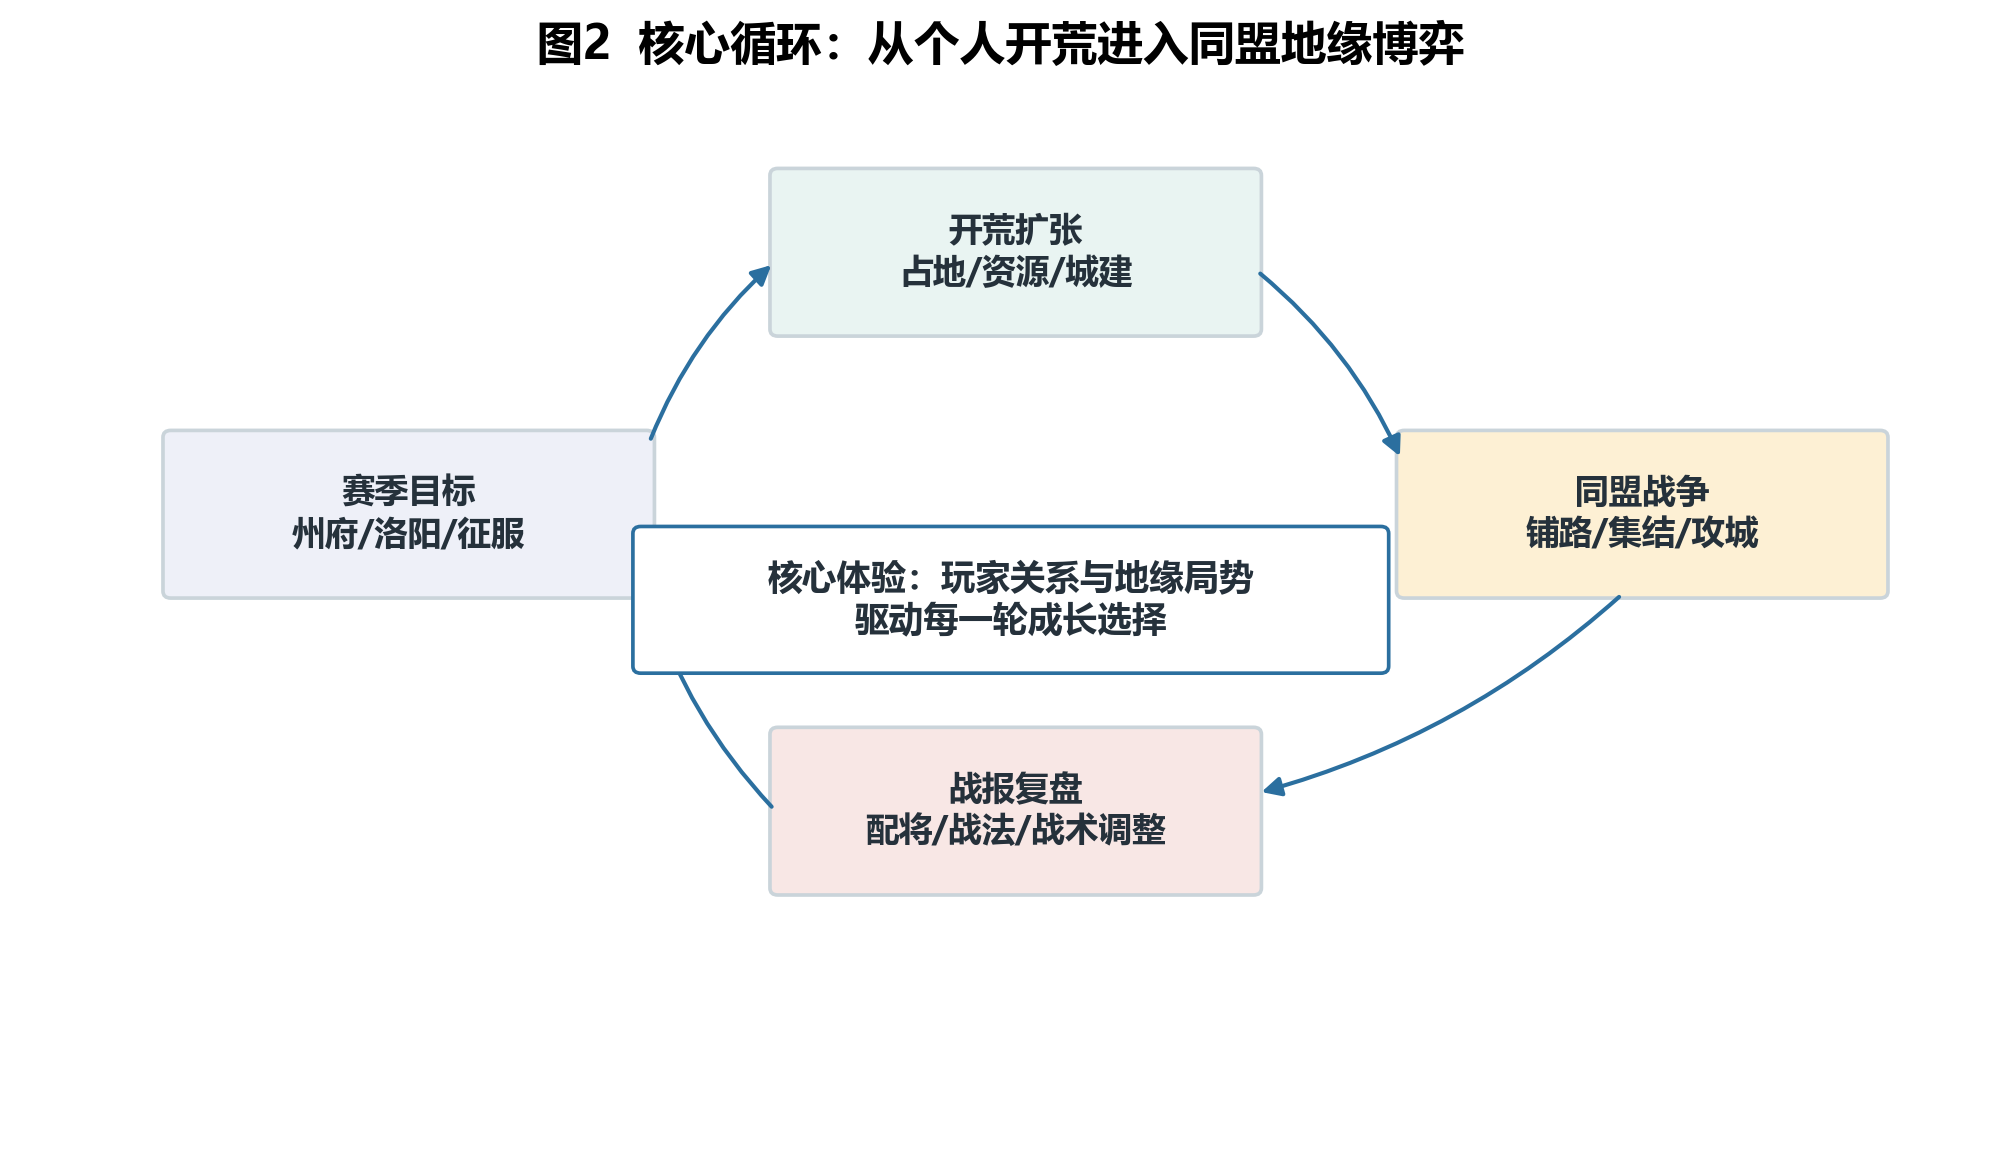 图2 核心循环：从个人开荒进入同盟地缘博弈
开荒扩张
占地/资源/城建
赛季目标
州府/洛阳/征服
同盟战争
铺路/集结/攻城
核心体验：玩家关系与地缘局势
驱动每一轮成长选择
战报复盘
配将/战法/战术调整